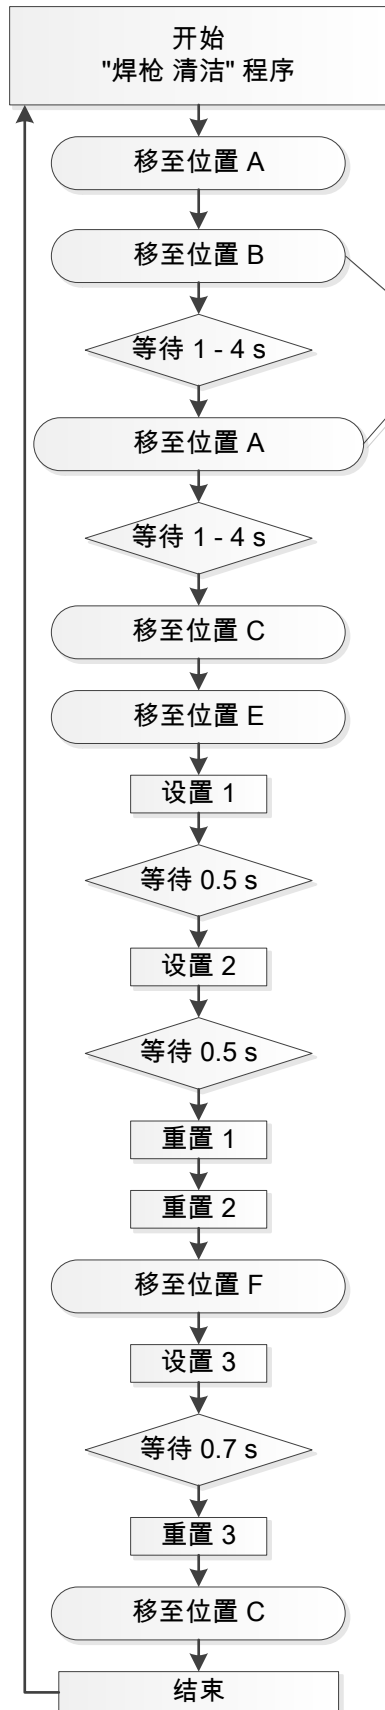 开始
"焊枪 清洁" 程序
移至位置 A
移至位置 B
等待 1 - 4 s
移至位置 A
等待 1 - 4 s
移至位置 C
移至位置 E
设置 1
等待 0.5 s
设置 2
等待 0.5 s
重置 1
重置 2
移至位置 F
设置 3
等待 0.7 s
重置 3
移至位置 C
结束